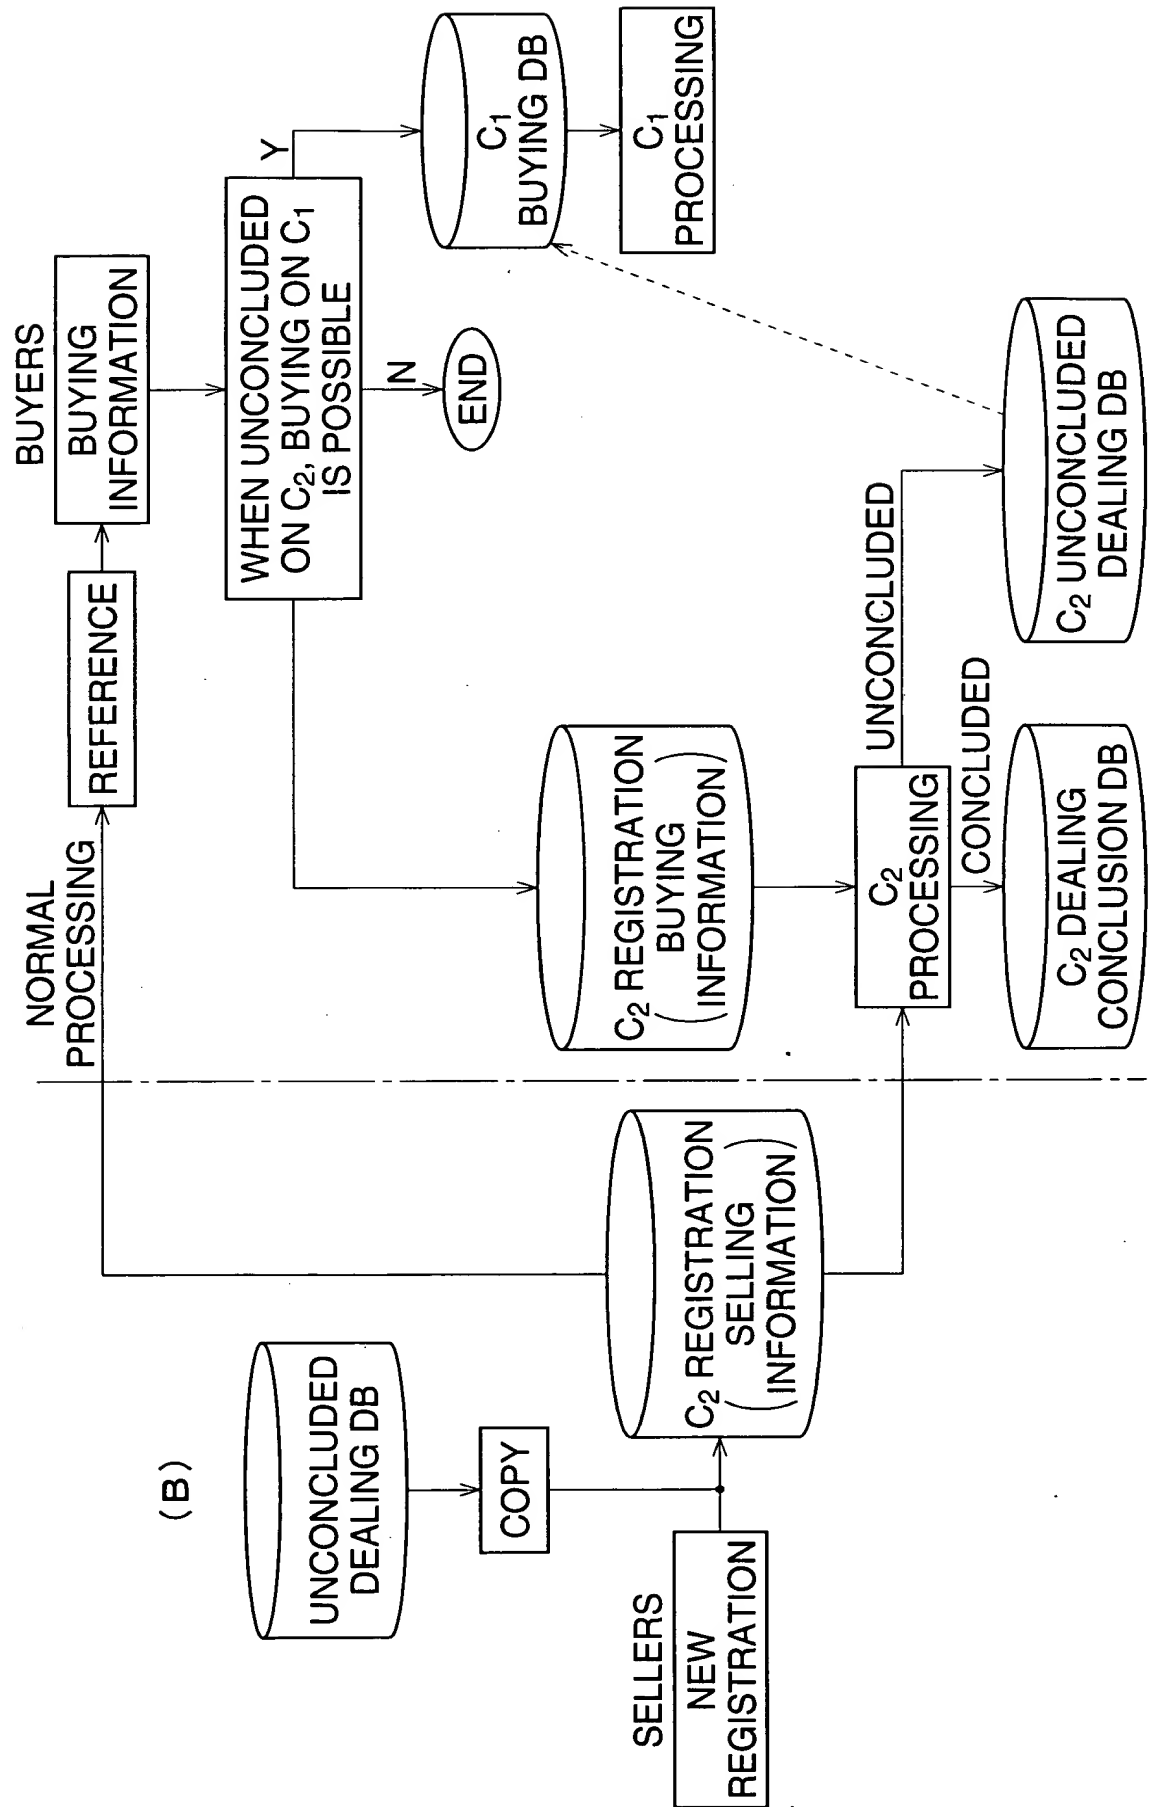 (B)
UNCONCLUDED
DEALING DB
COPY
SELLERS
NEW
REGISTRATION
C2 REGISTRATION
(SELLING
INFORMATION)
NORMAL
PROCESSING
REFERENCE
BUYERS
BUYING
INFORMATION
WHEN UNCONCLUDED
ON C2, BUYING ON C1
IS POSSIBLE
Y
N
END
C1
BUYING DB
C1
PROCESSING
C2 REGISTRATION
(BUYING
INFORMATION)
C2
PROCESSING
UNCONCLUDED
CONCLUDED
C2 DEALING
CONCLUSION DB
C2 UNCONCLUDED
DEALING DB